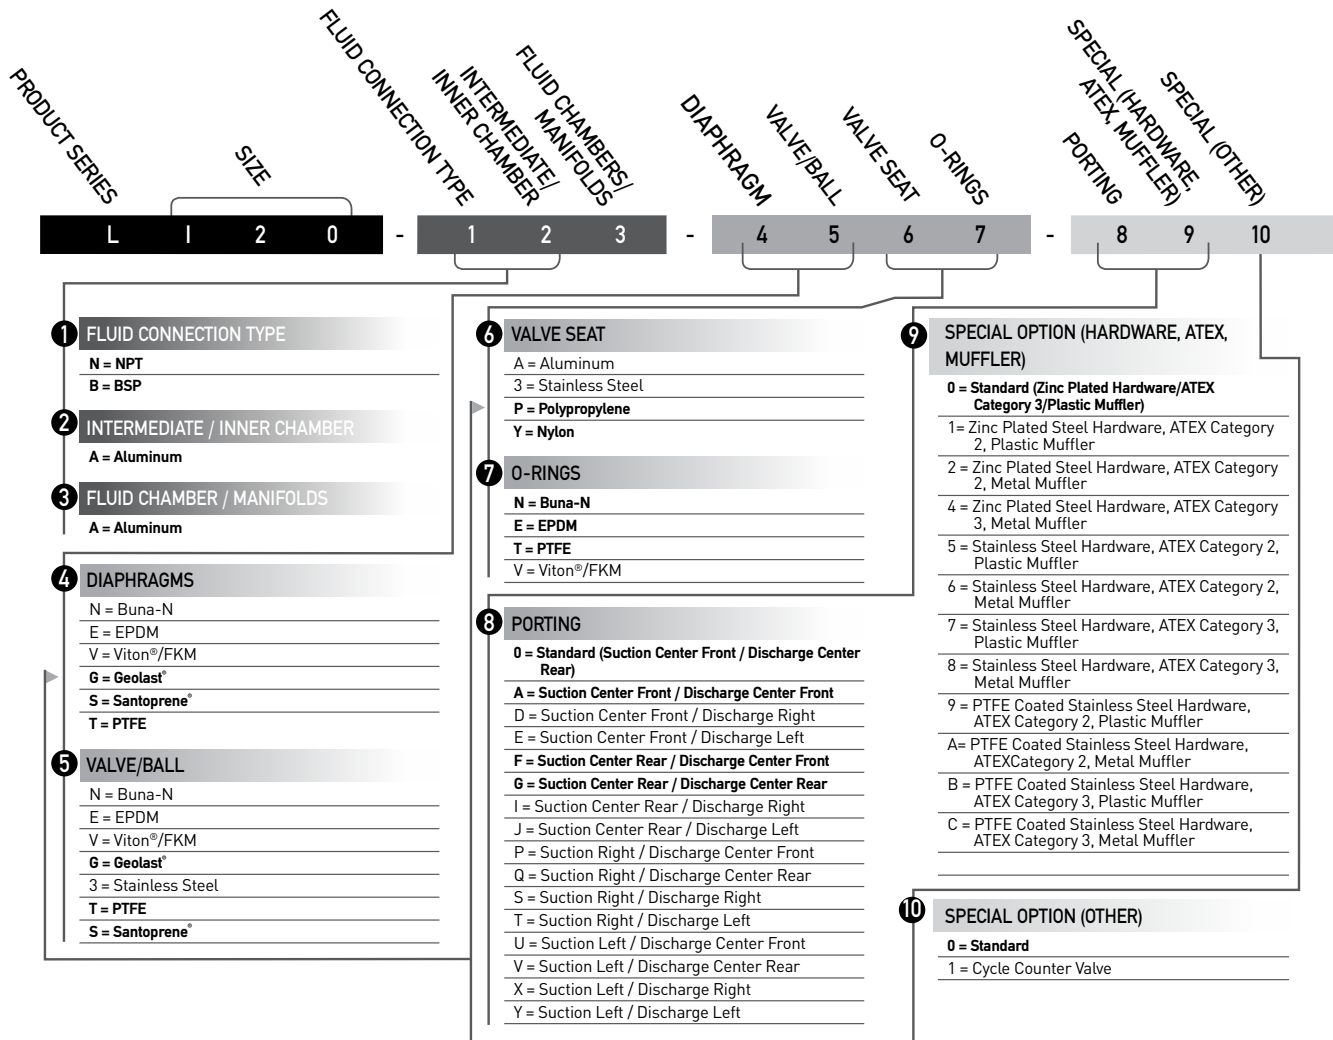 PRODUCT SERIES
SIZE
FLUID CONNECTION TYPE
INTERMEDIATE/
INNER CHAMBER
FLUID CHAMBERS/
MANIFOLDS
DIAPHRAGM
VALVE/BALL
VALVE SEAT
O-RINGS
PORTING
SPECIAL (HARDWARE,
ATEX, MUFFLER)
SPECIAL (OTHER)
L I 2 0 - 1 2 3 - 4 5 6 7 - 8 9 10
1 FLUID CONNECTION TYPE
N = NPT
B = BSP
2 INTERMEDIATE / INNER CHAMBER
A = Aluminum
3 FLUID CHAMBER / MANIFOLDS
A = Aluminum
4 DIAPHRAGMS
N = Buna-N
E = EPDM
V = Viton®/FKM
G = Geolast®
S = Santoprene®
T = PTFE
5 VALVE/BALL
N = Buna-N
E = EPDM
V = Viton®/FKM
G = Geolast®
3 = Stainless Steel
T = PTFE
S = Santoprene®
6 VALVE SEAT
A = Aluminum
3 = Stainless Steel
P = Polypropylene
Y = Nylon
7 O-RINGS
N = Buna-N
E = EPDM
T = PTFE
V = Viton®/FKM
8 PORTING
0 = Standard (Suction Center Front / Discharge Center
Rear)
A = Suction Center Front / Discharge Center Front
D = Suction Center Front / Discharge Right
E = Suction Center Front / Discharge Left
F = Suction Center Rear / Discharge Center Front
G = Suction Center Rear / Discharge Center Rear
I = Suction Center Rear / Discharge Right
J = Suction Center Rear / Discharge Left
P = Suction Right / Discharge Center Front
Q = Suction Right / Discharge Center Rear
S = Suction Right / Discharge Right
T = Suction Right / Discharge Left
U = Suction Left / Discharge Center Front
V = Suction Left / Discharge Center Rear
X = Suction Left / Discharge Right
Y = Suction Left / Discharge Left
9 SPECIAL OPTION (HARDWARE, ATEX,
MUFFLER)
0 = Standard (Zinc Plated Hardware/ATEX
Category 3/Plastic Muffler)
1= Zinc Plated Steel Hardware, ATEX Category
2, Plastic Muffler
2 = Zinc Plated Steel Hardware, ATEX Category
2, Metal Muffler
4 = Zinc Plated Steel Hardware, ATEX Category
3, Metal Muffler
5 = Stainless Steel Hardware, ATEX Category 2,
Plastic Muffler
6 = Stainless Steel Hardware, ATEX Category 2,
Metal Muffler
7 = Stainless Steel Hardware, ATEX Category 3,
Plastic Muffler
8 = Stainless Steel Hardware, ATEX Category 3,
Metal Muffler
9 = PTFE Coated Stainless Steel Hardware,
ATEX Category 2, Plastic Muffler
A= PTFE Coated Stainless Steel Hardware,
ATEXCategory 2, Metal Muffler
B = PTFE Coated Stainless Steel Hardware,
ATEX Category 3, Plastic Muffler
C = PTFE Coated Stainless Steel Hardware,
ATEX Category 3, Metal Muffler
10 SPECIAL OPTION (OTHER)
0 = Standard
1 = Cycle Counter Valve